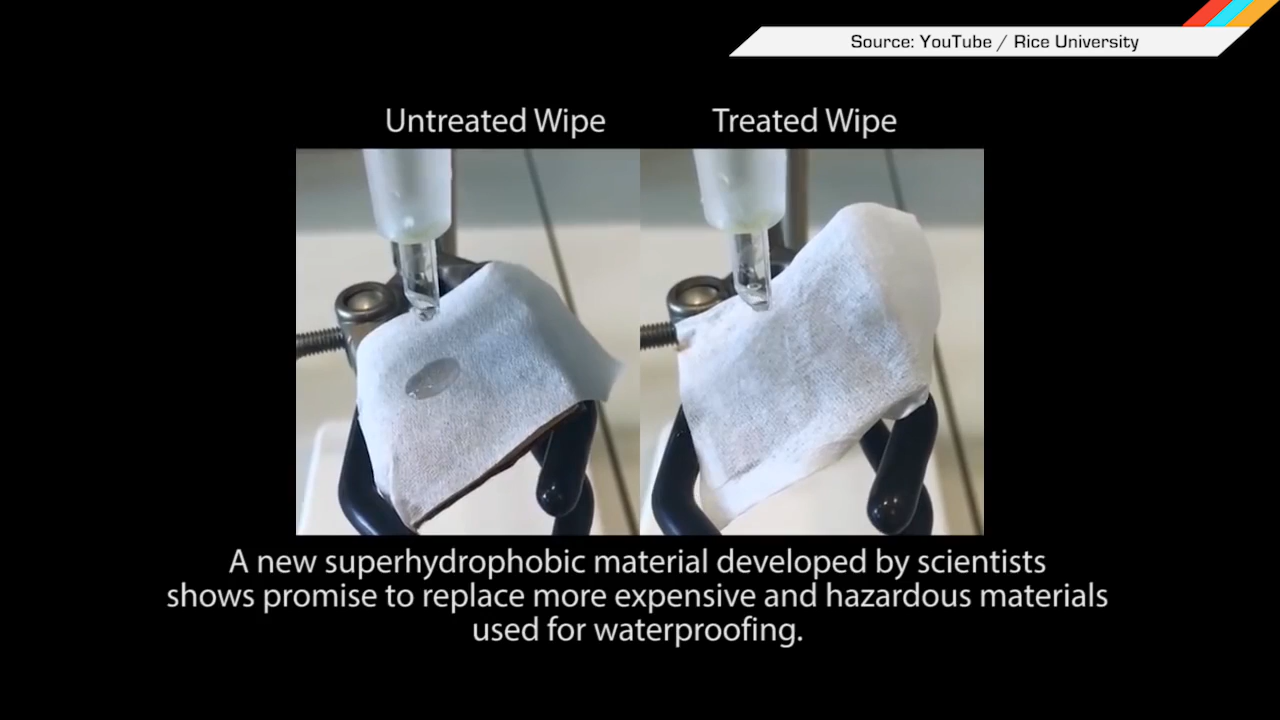 Source: YouTube / Rice University
Untreated Wipe
Treated Wipe
A new superhydrophobic material developed by scientists
shows promise to replace more expensive and hazardous materials
used for waterproofing.